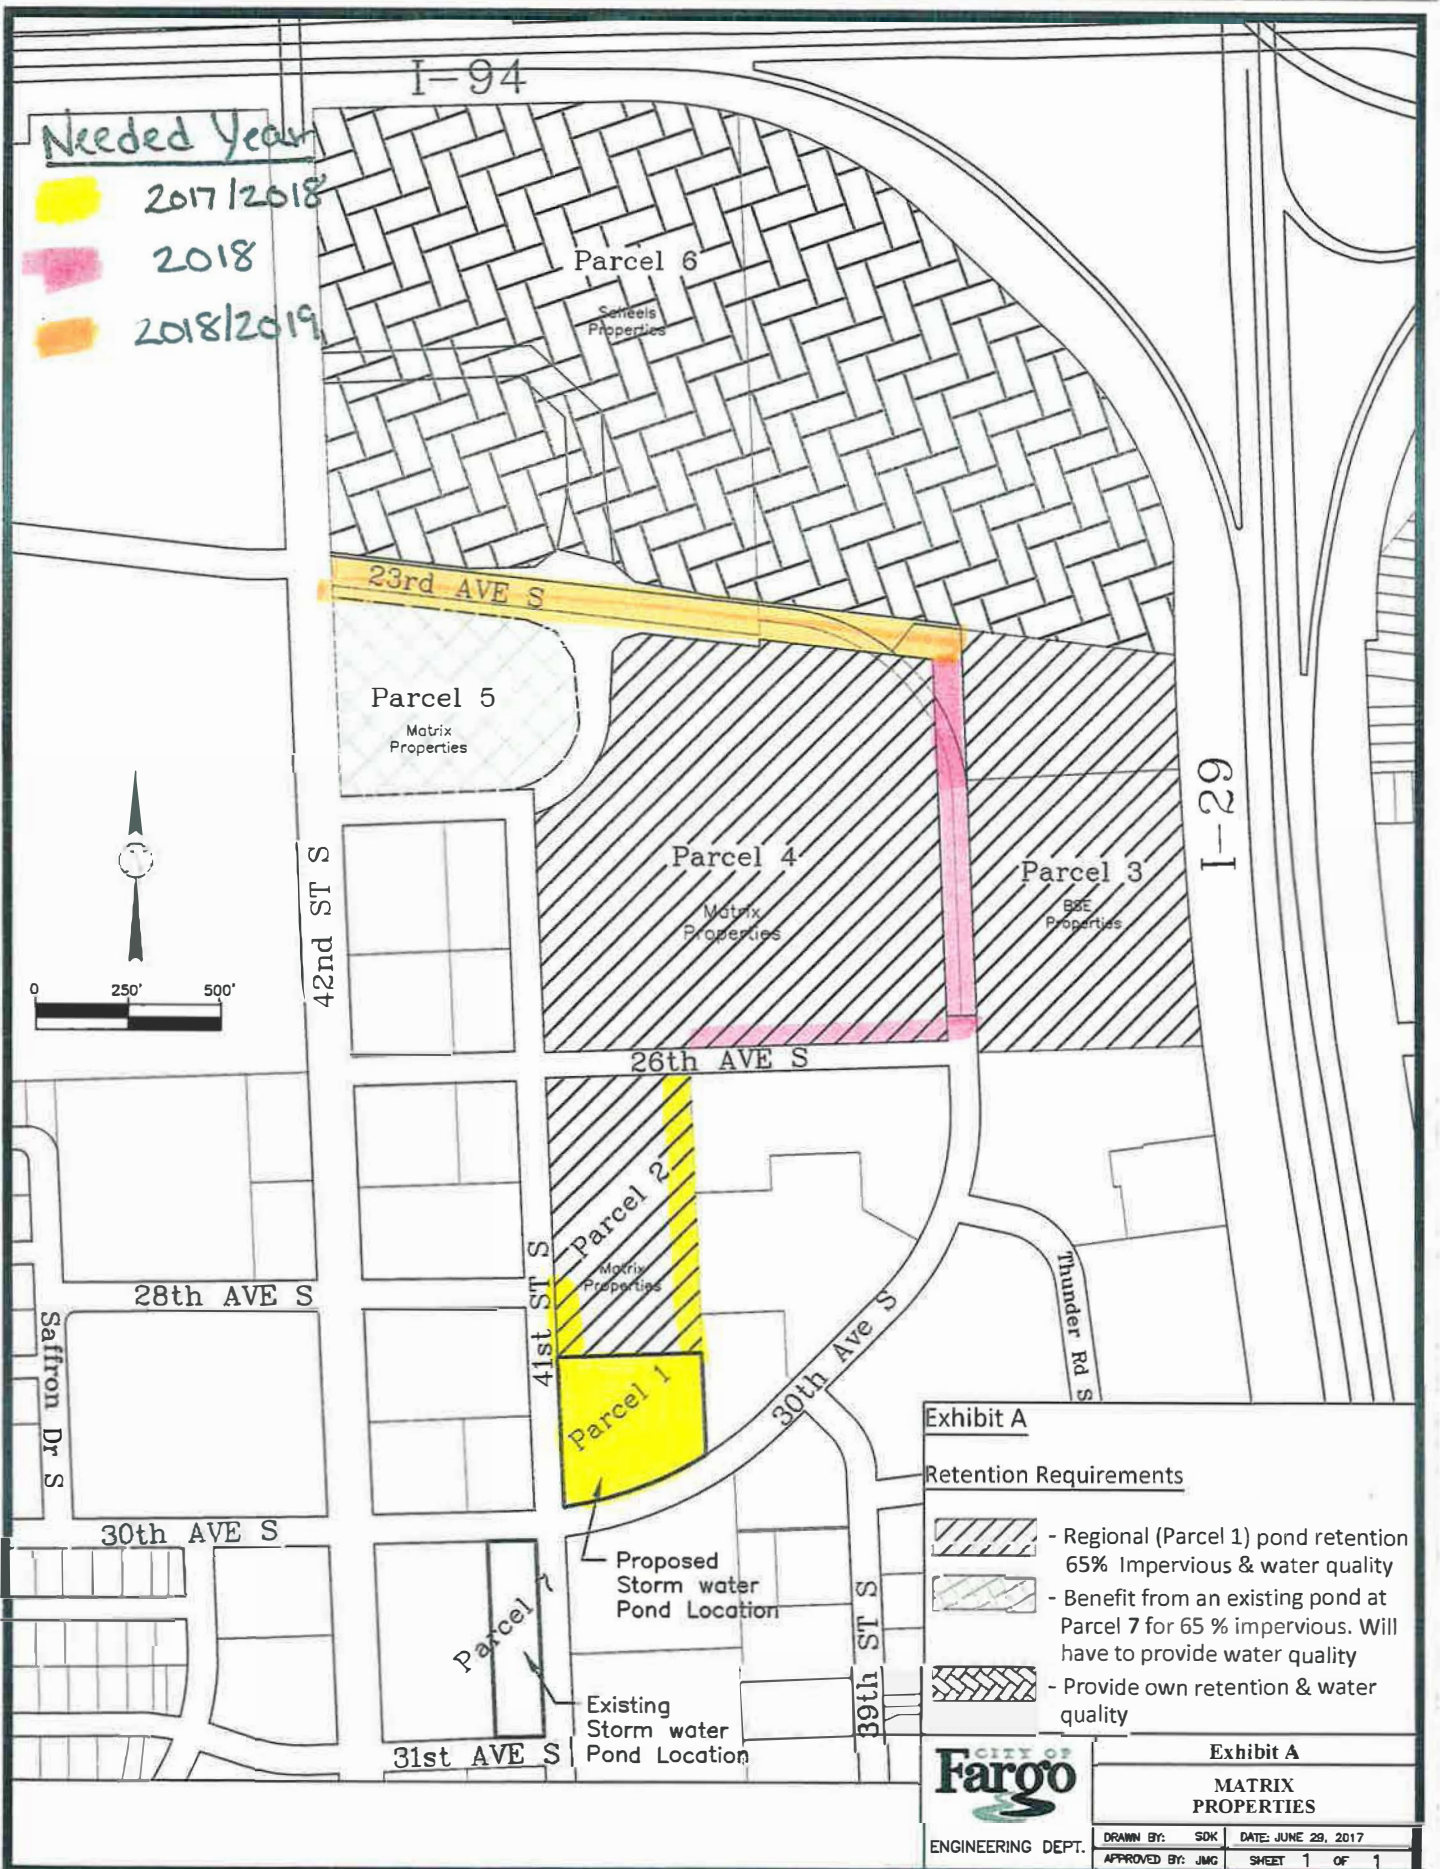 I-94
Needed Year
2017/2018
2018
2018/2019
Parcel 6
Scheels
Properties
23rd AVE S
Parcel 5
Matrix
Properties
I-29
42nd ST S
Parcel 4
Matrix
Properties
Parcel 3
BSE
Properties
0 250' 500'
26th AVE S
Parcel 2
Matrix
Properties
41st ST S
28th AVE S
Saffron Dr S
Thunder Rd S
30th Ave S
Parcel 1
30th AVE S
Proposed
Storm water
Pond Location
Parcel 7
Existing
Storm water
Pond Location
39th ST S
31st AVE S
Exhibit A
Retention Requirements
- Regional (Parcel 1) pond retention
65% Impervious & water quality
- Benefit from an existing pond at
Parcel 7 for 65 % impervious. Will
have to provide water quality
- Provide own retention & water
quality
CITY OF
Fargo
ENGINEERING DEPT.
Exhibit A
MATRIX
PROPERTIES
DRAWN BY: SDK DATE: JUNE 29, 2017
APPROVED BY: JMG SHEET 1 OF 1